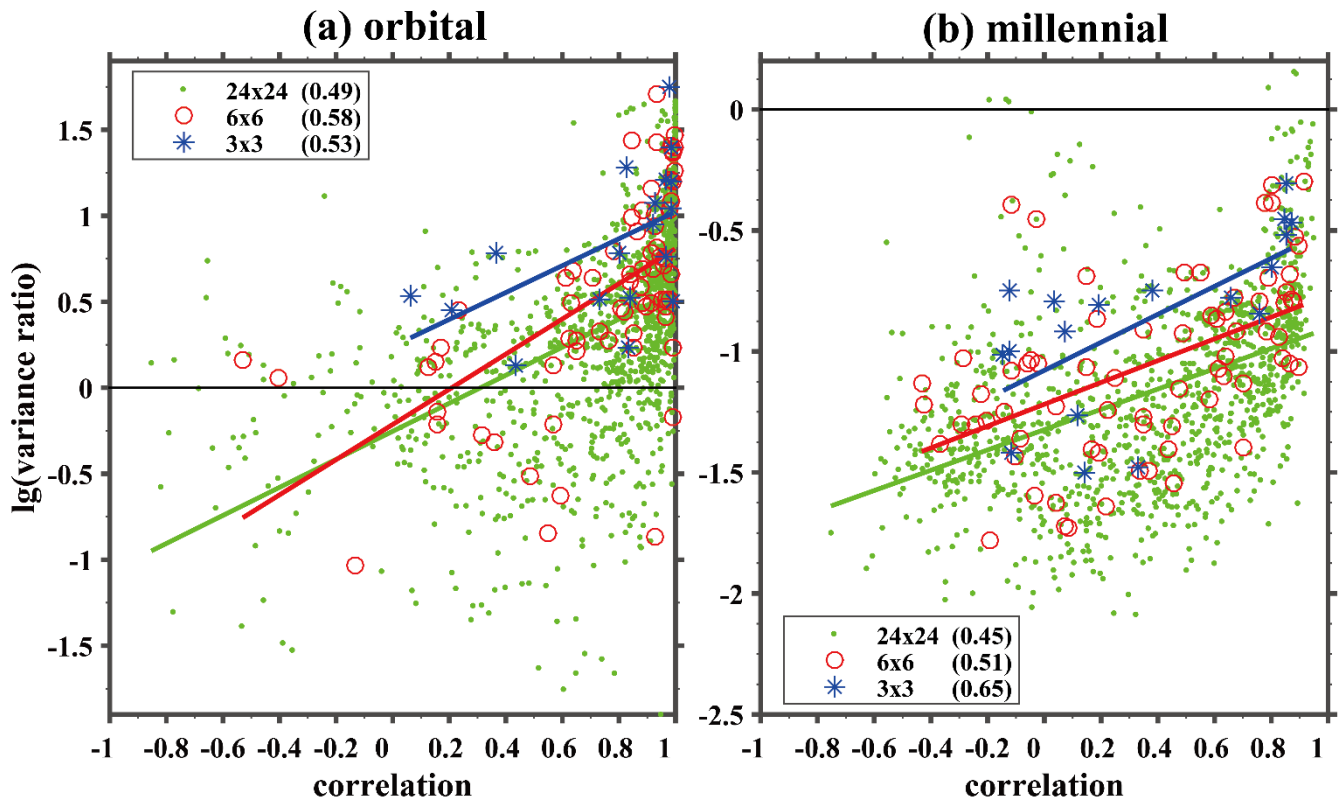 (a) orbital
24x24 (0.49)
6x6 (0.58)
3x3 (0.53)
1.5
1
0.5
0
-0.5
-1
-1.5
lg(variance ratio)
-1 -0.8 -0.6 -0.4 -0.2 0 0.2 0.4 0.6 0.8 1
correlation
(b) millennial
0
-0.5
-1
-1.5
-2
-2.5
24x24 (0.45)
6x6 (0.51)
3x3 (0.65)
-1 -0.8 -0.6 -0.4 -0.2 0 0.2 0.4 0.6 0.8 1
correlation